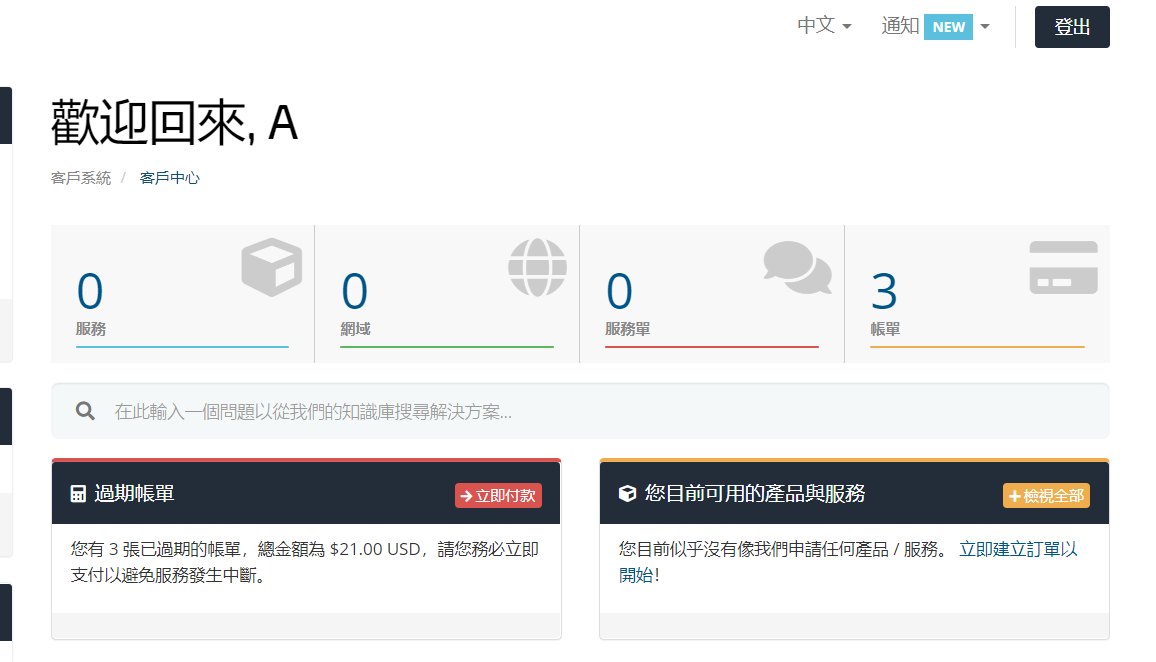 中文
通知 NEW
登出
歡迎回來, A
客戶系統 / 客戶中心
0
服務
0
網域
0
服務單
3
帳單
在此輸入一個問題以從我們的知識庫搜尋解決方案...
過期帳單
立即付款
您有 3 張已過期的帳單，總金額為 $21.00 USD，請您務必立即
支付以避免服務發生中斷。
您目前可用的產品與服務
檢視全部
您目前似乎沒有像我們申請任何產品 / 服務。 立即建立訂單以
開始!